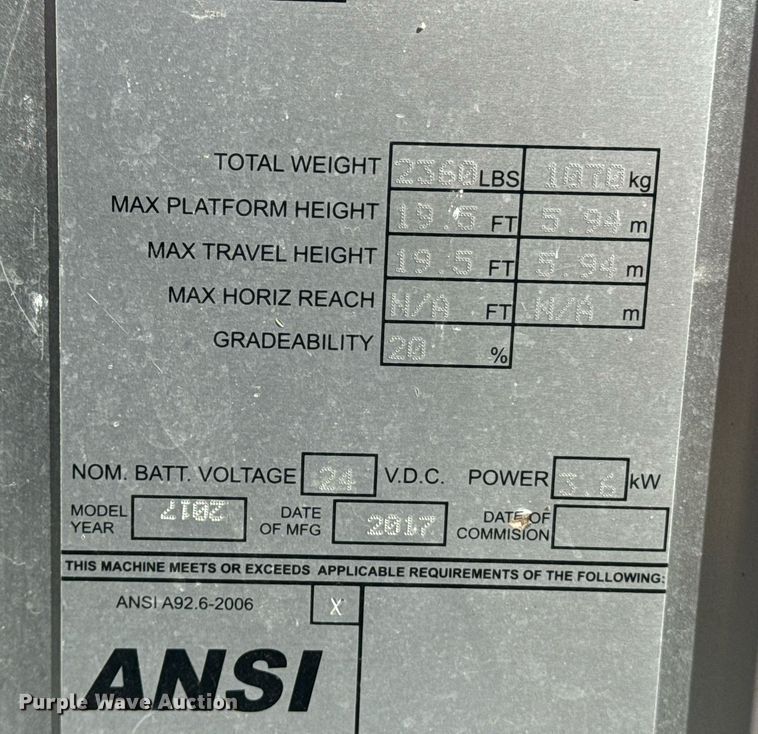 TOTAL WEIGHT 2360 LBS 1070 kg
MAX PLATFORM HEIGHT 19.5 FT 5.94 m
MAX TRAVEL HEIGHT 19.5 FT 5.94 m
MAX HORIZ REACH N/A FT N/A m
GRADEABILITY 20 %
NOM. BATT. VOLTAGE 24 V.D.C. POWER 3.6 kW
MODEL YEAR 2017 DATE OF MFG 2017 DATE OF COMMISION
THIS MACHINE MEETS OR EXCEEDS APPLICABLE REQUIREMENTS OF THE FOLLOWING:
ANSI A92.6-2006 X
ANSI
Purple Wave Auction